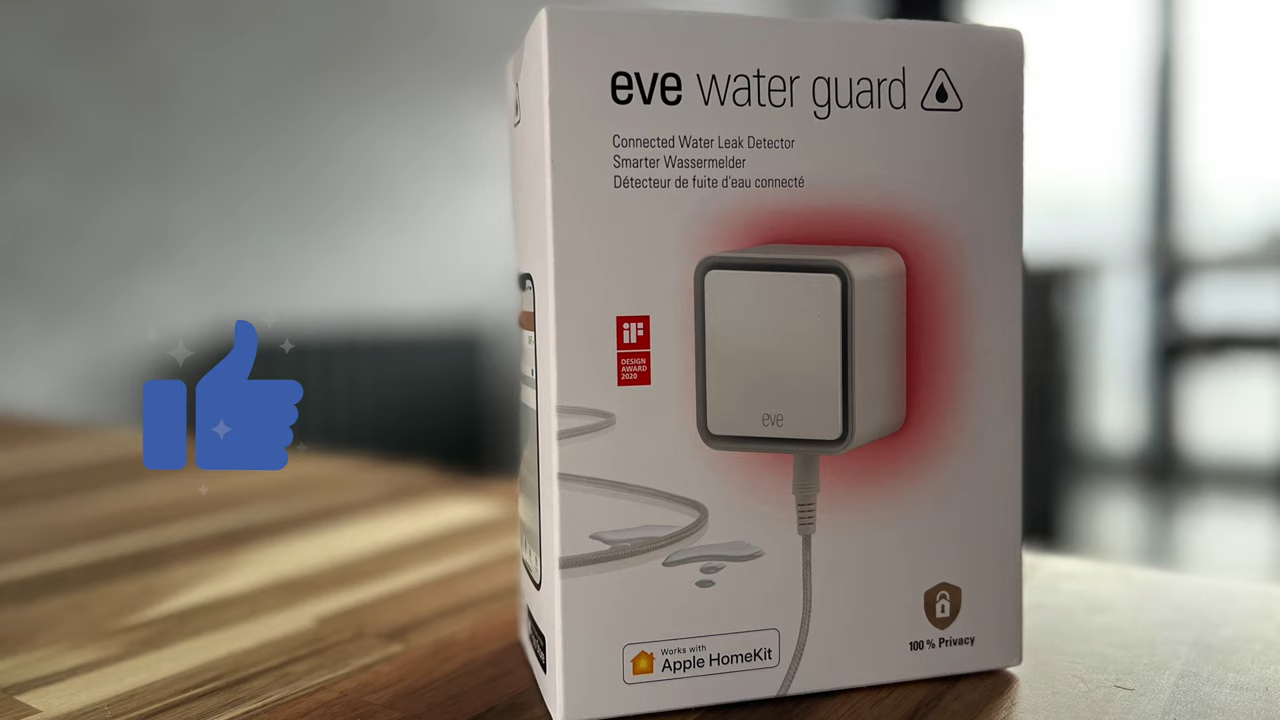 eve water guard
Connected Water Leak Detector
Smarter Wassermelder
Détecteur de fuite d'eau connecté
iF
DESIGN
AWARD
2020
eve
Works with
Apple HomeKit
100 % Privacy